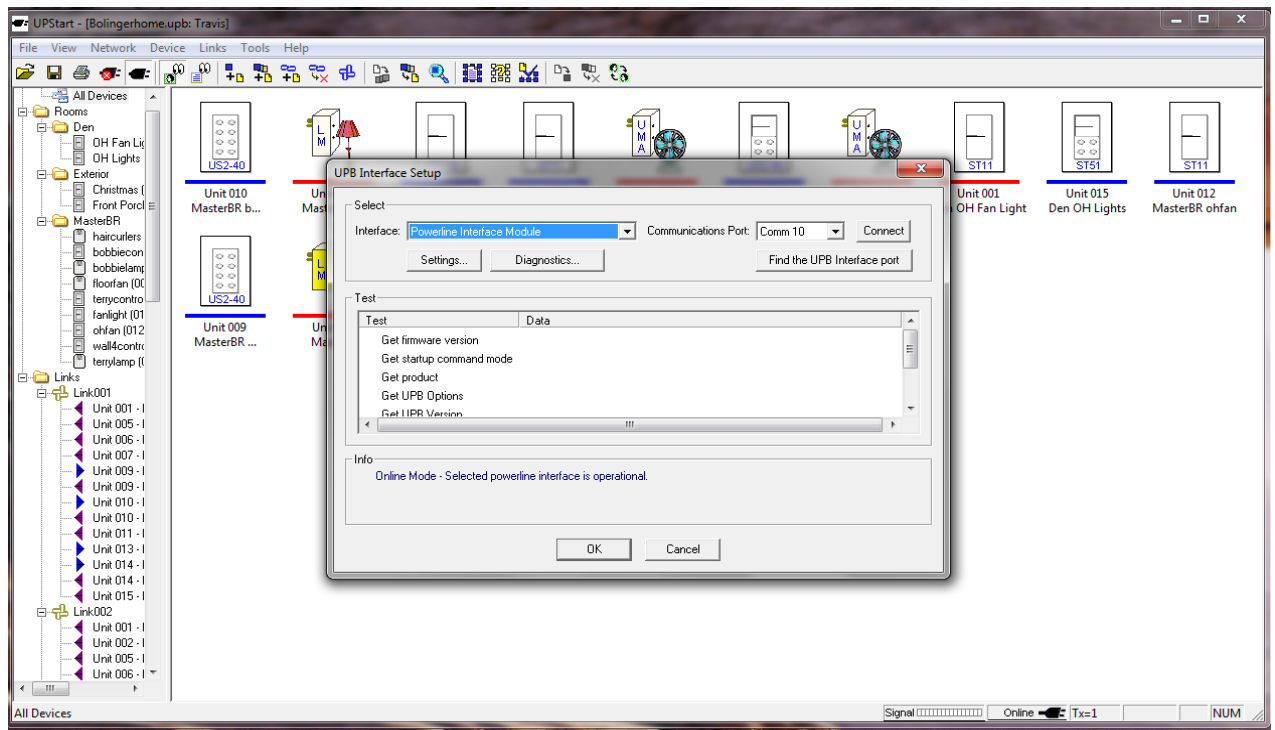 UPStart - [Bolingerhome.upb: Travis]
File View Network Device Links Tools Help
All Devices
Rooms
Den
OH Fan Lig
OH Lights
Exterior
Christmas (
Front Porcl
MasterBR
haircurlers
bobbiecon
bobbielamp
floorfan (00
terrycontro
fanlight (01
ohfan (012
wall4contro
terrylamp ((
Links
Link001
Unit 001 - I
Unit 005 - I
Unit 006 - I
Unit 007 - I
Unit 009 - I
Unit 009 - I
Unit 010 - I
Unit 010 - I
Unit 011 - I
Unit 013 - I
Unit 014 - I
Unit 014 - I
Unit 015 - I
Link002
Unit 001 - I
Unit 002 - I
Unit 005 - I
Unit 006 - I
US2-40
Unit 010
MasterBR b...
LM
UMA
UMA
ST11
Unit 001
OH Fan Light
ST51
Unit 015
Den OH Lights
ST11
Unit 012
MasterBR ohfan
US2-40
Unit 009
MasterBR ...
UPB Interface Setup
Select
Interface: Powerline Interface Module Communications Port: Comm 10 Connect
Settings... Diagnostics... Find the UPB Interface port
Test
Test Data
Get firmware version
Get startup command mode
Get product
Get UPB Options
Get UPB Version
Info
Online Mode - Selected powerline interface is operational.
OK Cancel
All Devices Signal Online Tx=1 NUM